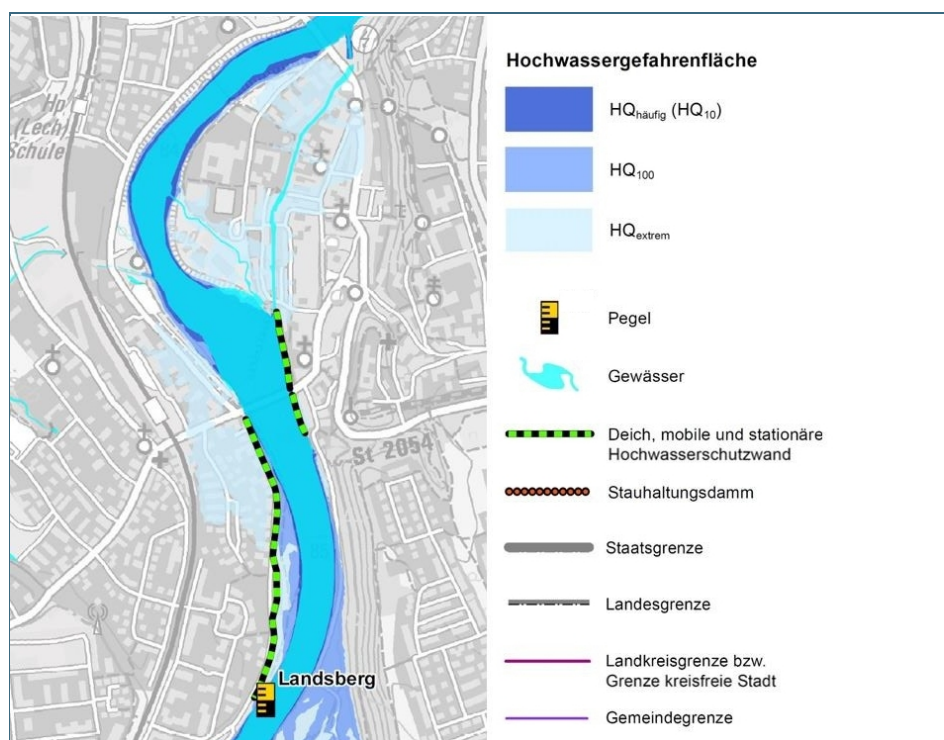 Hp
(Lech)
Schule
St 2054
Landsberg
Hochwassergefahrenfläche
HQhäufig (HQ10)
HQ100
HQextrem
Pegel
Gewässer
Deich, mobile und stationäre
Hochwasserschutzwand
Stauhaltungsdamm
Staatsgrenze
Landesgrenze
Landkreisgrenze bzw.
Grenze kreisfreie Stadt
Gemeindegrenze